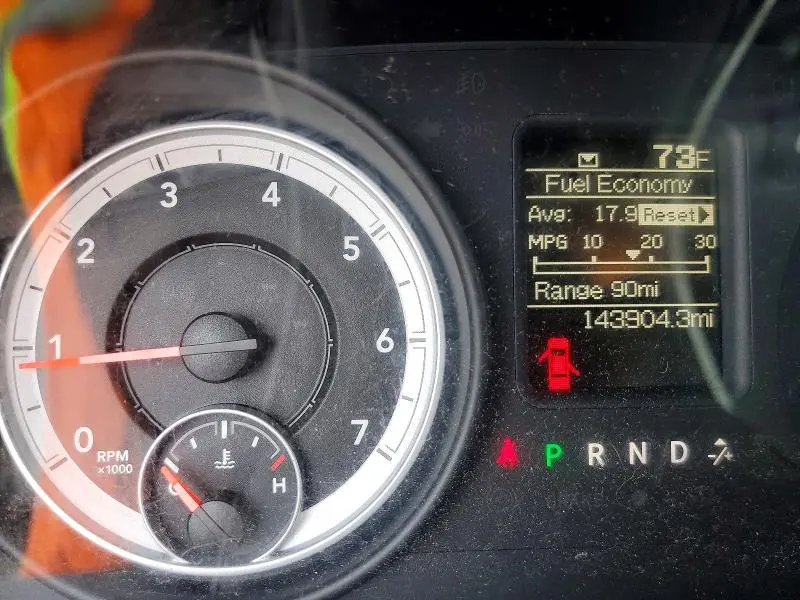 0
1
2
3
4
5
6
7
RPM
x1000
C
H
73F
Fuel Economy
Avg: 17.9 Reset
MPG 10 20 30
Range 90mi
143904.3mi
P R N D